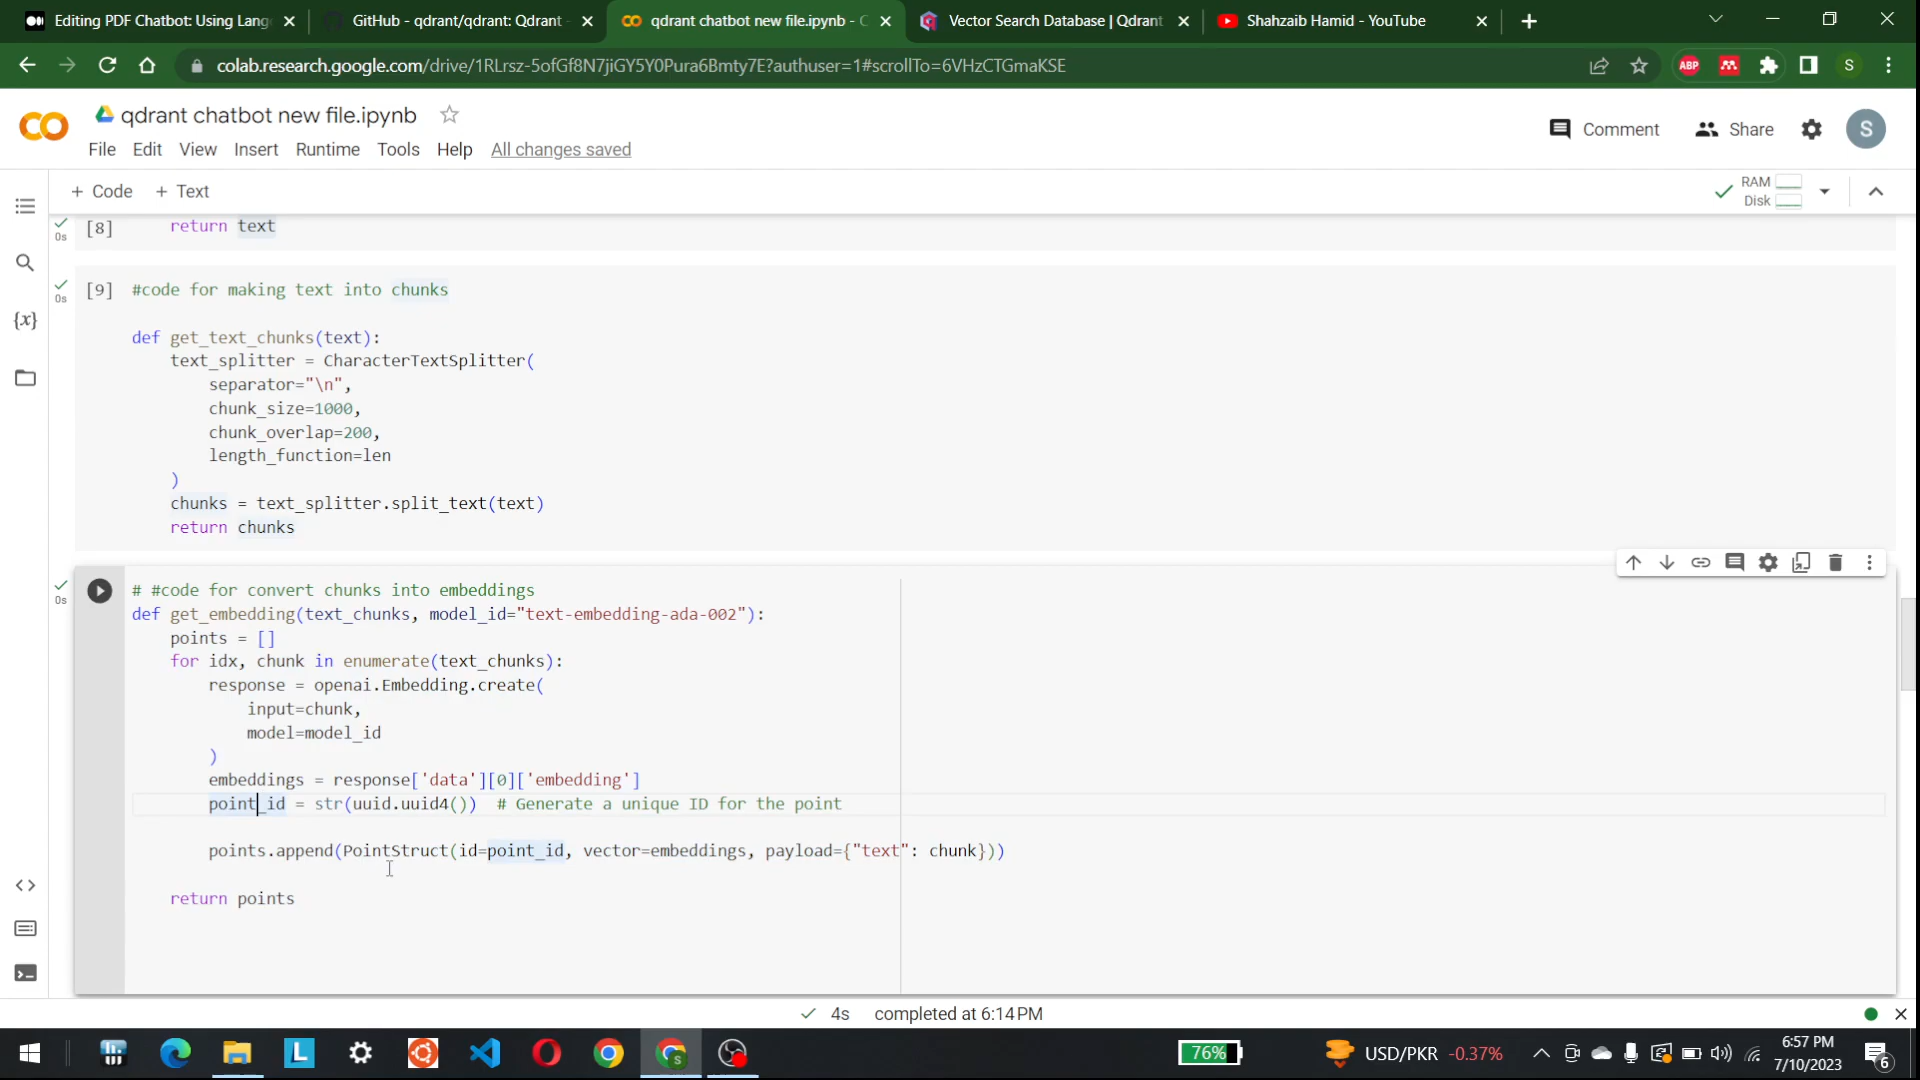 Editing PDF Chatbot: Using Lang
GitHub - qdrant/qdrant: Qdrant
qdrant chatbot new file.ipynb - C
Vector Search Database | Qdrant
Shahzaib Hamid - YouTube
colab.research.google.com/drive/1RLrsz-5ofGf8N7jiGY5Y0Pura6Bmty7E?authuser=1#scrollTo=6VHzCTGmaKSE
ABP
S
CO
qdrant chatbot new file.ipynb
Comment
Share
S
File Edit View Insert Runtime Tools Help All changes saved
+ Code + Text
RAM
Disk
0s
[8] return text
0s
[9] #code for making text into chunks
def get_text_chunks(text):
text_splitter = CharacterTextSplitter(
separator="\n",
chunk_size=1000,
chunk_overlap=200,
length_function=len
)
chunks = text_splitter.split_text(text)
return chunks
0s
# #code for convert chunks into embeddings
def get_embedding(text_chunks, model_id="text-embedding-ada-002"):
points = []
for idx, chunk in enumerate(text_chunks):
response = openai.Embedding.create(
input=chunk,
model=model_id
)
embeddings = response['data'][0]['embedding']
point_id = str(uuid.uuid4()) # Generate a unique ID for the point
points.append(PointStruct(id=point_id, vector=embeddings, payload={"text": chunk}))
return points
4s completed at 6:14 PM
L
76%
USD/PKR -0.37%
6:57 PM
7/10/2023
6